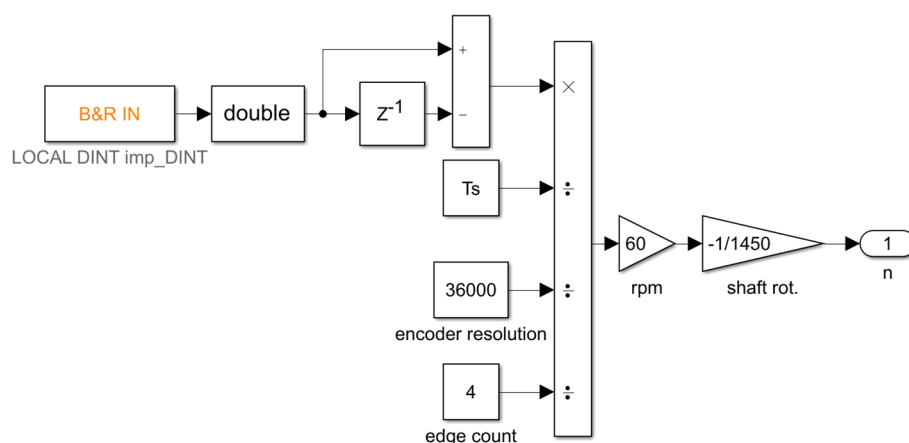 B&R IN
LOCAL DINT imp_DINT
double
Z-1
+
−
×
Ts
÷
36000
÷
encoder resolution
4
÷
edge count
60
rpm
-1/1450
shaft rot.
1
n